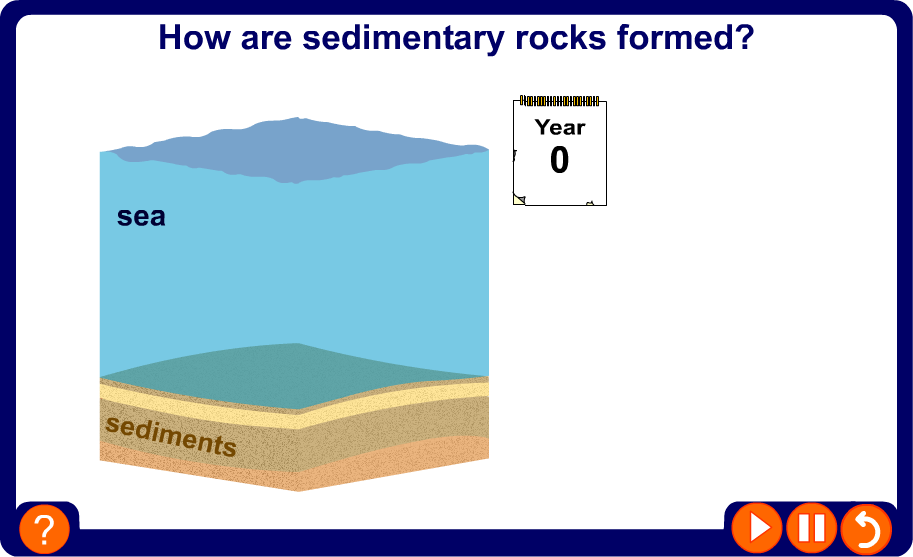 How are sedimentary rocks formed?
Year
0
sea
sediments
?